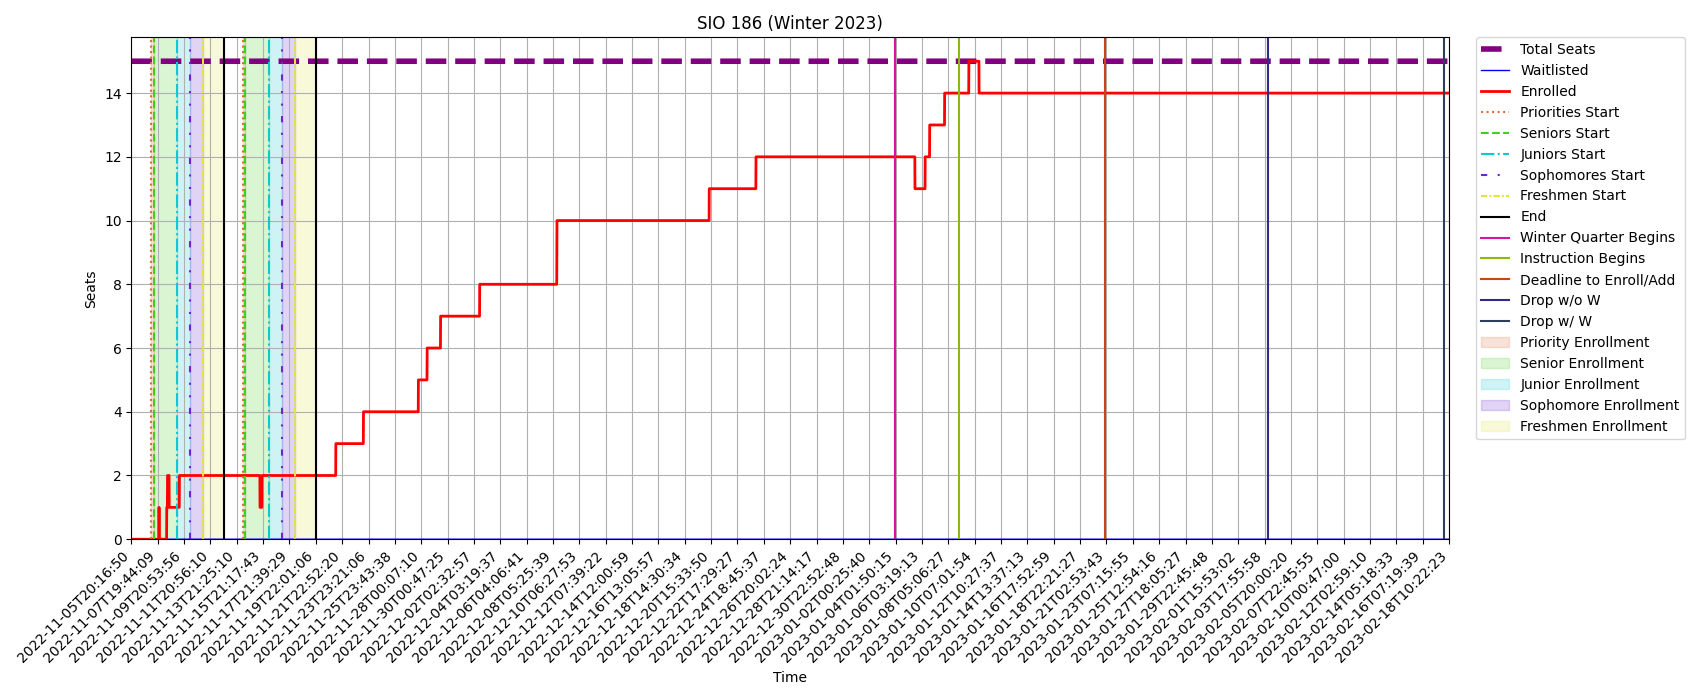 SIO 186 (Winter 2023)
Seats
14
12
10
8
6
4
2
0
2022-11-05T20:16:50
2022-11-07T19:44:09
2022-11-09T20:53:56
2022-11-11T20:56:10
2022-11-13T21:25:10
2022-11-15T21:17:43
2022-11-17T21:39:29
2022-11-19T22:01:06
2022-11-21T22:52:20
2022-11-23T23:21:06
2022-11-25T23:43:38
2022-11-28T00:07:10
2022-11-30T00:47:25
2022-12-02T02:32:57
2022-12-04T03:19:37
2022-12-06T04:06:41
2022-12-08T05:25:39
2022-12-10T06:27:53
2022-12-12T07:39:22
2022-12-14T12:00:59
2022-12-16T13:05:57
2022-12-18T14:30:34
2022-12-20T15:33:50
2022-12-22T17:29:27
2022-12-24T18:45:37
2022-12-26T20:02:24
2022-12-28T21:14:17
2022-12-30T22:52:48
2023-01-02T00:25:40
2023-01-04T01:50:15
2023-01-06T03:19:13
2023-01-08T05:06:27
2023-01-10T07:01:54
2023-01-12T10:27:37
2023-01-14T13:37:13
2023-01-16T17:52:59
2023-01-18T22:21:27
2023-01-21T02:53:43
2023-01-23T07:15:55
2023-01-25T12:54:16
2023-01-27T18:05:27
2023-01-29T22:45:48
2023-02-01T15:53:02
2023-02-03T17:55:58
2023-02-05T20:00:20
2023-02-07T22:45:55
2023-02-10T00:47:00
2023-02-12T02:59:10
2023-02-14T05:18:33
2023-02-16T07:19:39
2023-02-18T10:22:23
Time
Total Seats
Waitlisted
Enrolled
Priorities Start
Seniors Start
Juniors Start
Sophomores Start
Freshmen Start
End
Winter Quarter Begins
Instruction Begins
Deadline to Enroll/Add
Drop w/o W
Drop w/ W
Priority Enrollment
Senior Enrollment
Junior Enrollment
Sophomore Enrollment
Freshmen Enrollment